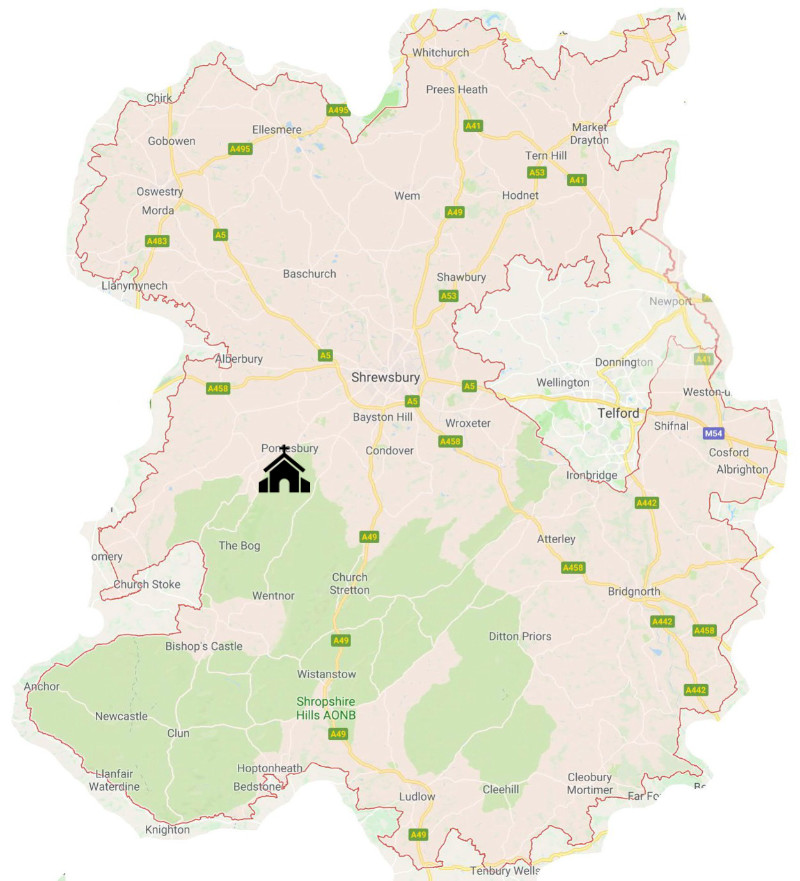 M
Whitchurch
Prees Heath
Chirk
A495
Ellesmere
A41
Market
Drayton
Gobowen
A495
Tern Hill
A53
A41
Oswestry
Wem
Hodnet
Morda
A49
A483
A5
Baschurch
Shawbury
Llanymynech
A53
Newport
Alberbury
A5
Donnington
A41
Shrewsbury
Wellington
A458
A5
Weston-u
A5
Telford
Bayston Hill
Wroxeter
Shifnal
M54
A458
Condover
Cosford
Albrighton
Ironbridge
A442
The Bog
A49
Atterley
omery
Church Stoke
Church
Stretton
A458
Wentnor
Bridgnorth
A442
A458
Bishop's Castle
A49
Ditton Priors
Wistanstow
Anchor
Shropshire
Hills AONB
A442
Newcastle
Clun
A49
Llanfair
Waterdine
Hoptonheath
Bedstone
Cleobury
Mortimer
Ludlow
Cleehill
Knighton
A49
Tenbury Wells